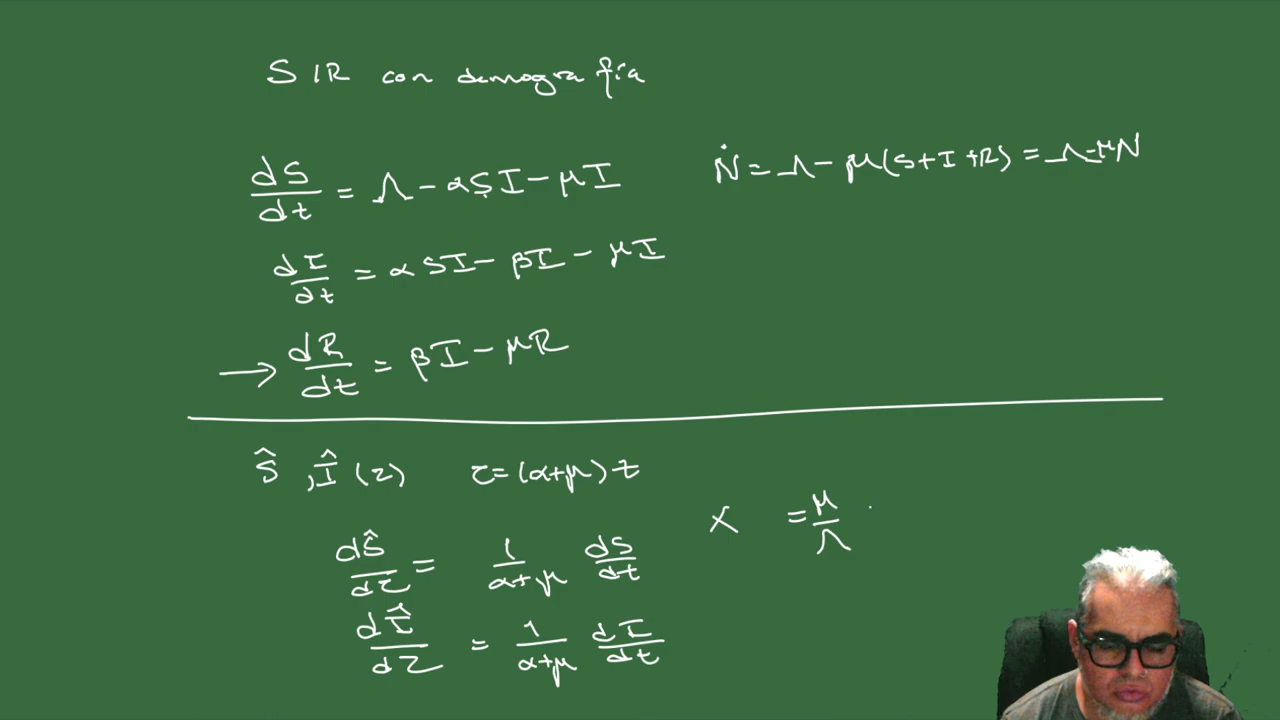 SIR con demografía
dS/dt = Λ - αSI - μI
Ṅ = Λ - μ(S+I+R) = Λ-μN
dI/dt = αSI - βI - μI
→ dR/dt = βI - μR
Ŝ , Î (τ) τ=(α+μ)t
x = μ/Λ
dŜ/dτ = 1/(α+μ) dS/dt
dÎ/dτ = 1/(α+μ) dI/dt